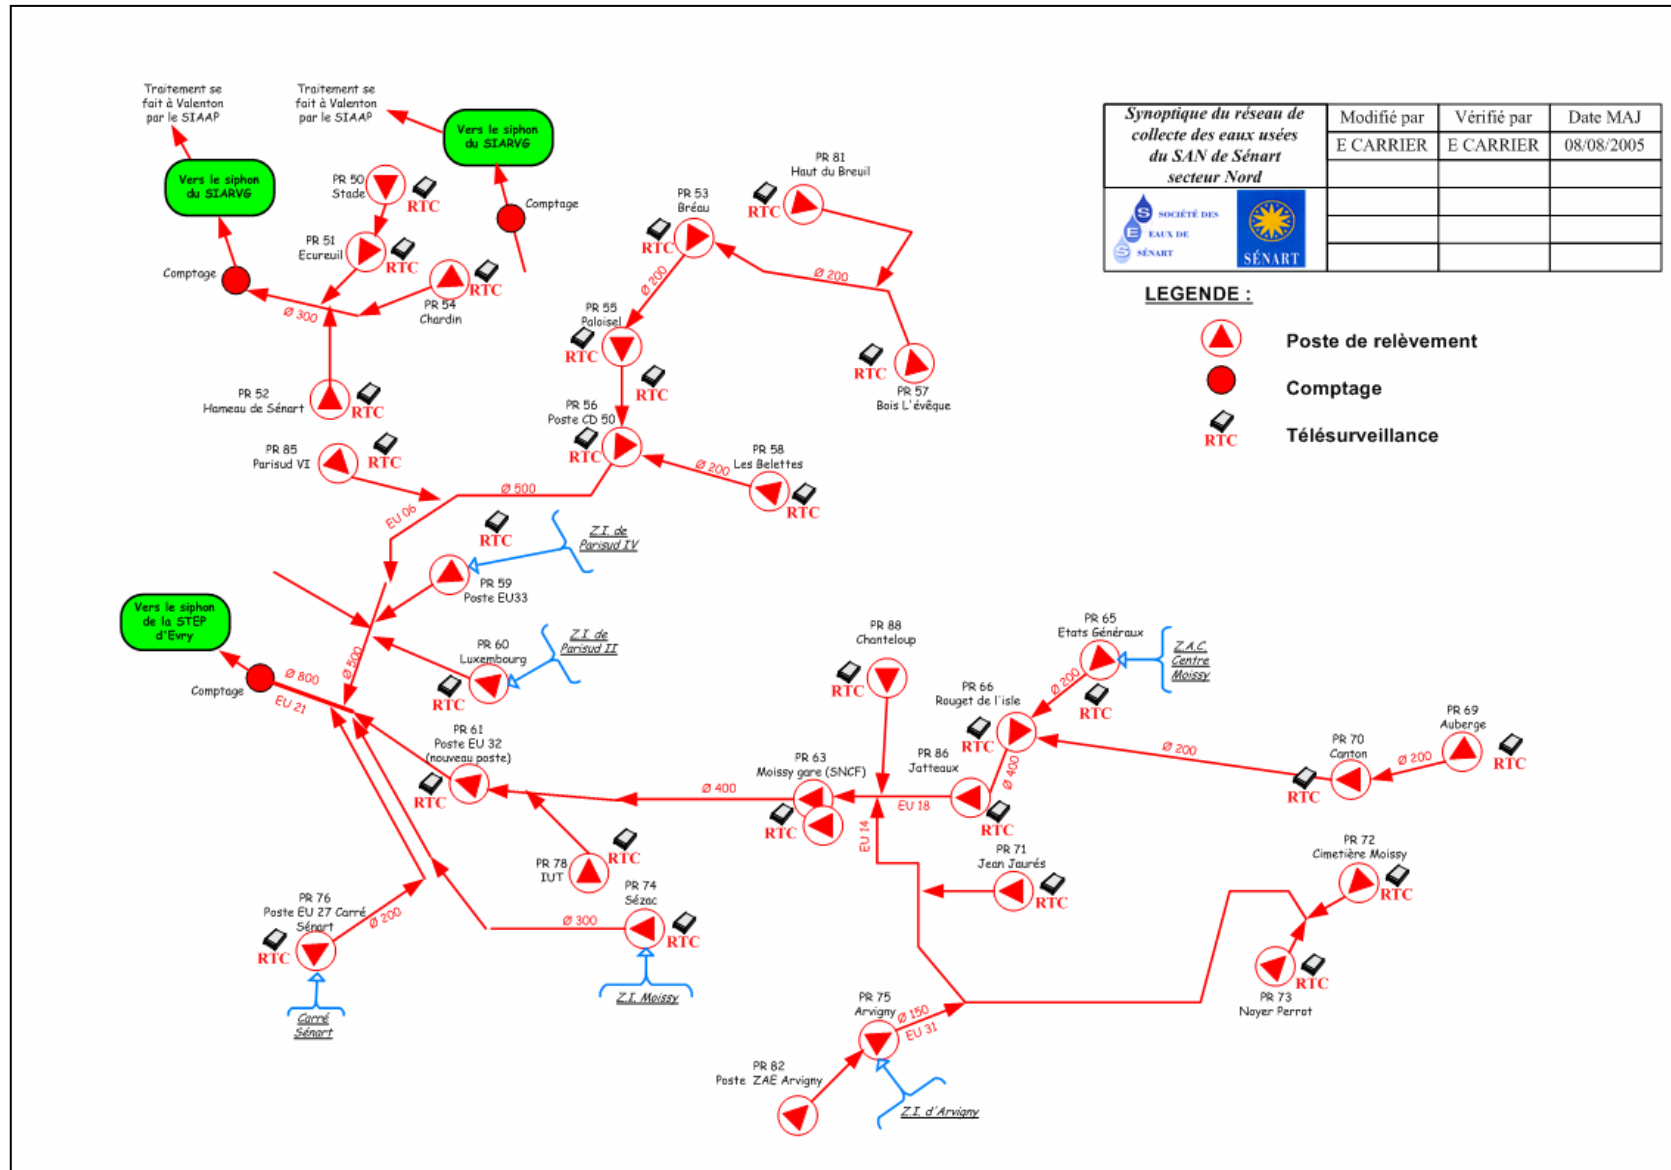 Traitement se
fait à Valenton
par le SIAAP
Traitement se
fait à Valenton
par le SIAAP
Vers le siphon
du SIARVG
Vers le siphon
du SIARVG
Comptage
Comptage
PR 50
Stade
RTC
PR 51
Ecureuil
RTC
PR 54
Chardin
RTC
Ø 300
PR 52
Hameau de Sénart
RTC
PR 53
Bréau
RTC
PR 81
Haut du Breuil
RTC
Ø 200
Ø 200
PR 55
Paloisel
RTC
RTC
PR 57
Bois L'évêque
RTC
PR 56
Poste CD 50
RTC
PR 58
Les Belettes
Ø 200
RTC
PR 85
Parisud VI
RTC
Ø 500
EU 06
RTC
Z.I. de
Parisud IV
PR 59
Poste EU33
Vers le siphon
de la STEP
d'Evry
Comptage
Ø 800
EU 21
Ø 500
PR 60
Luxembourg
RTC
Z.I. de
Parisud II
PR 61
Poste EU 32
(nouveau poste)
RTC
PR 63
Moissy gare (SNCF)
RTC
Ø 400
PR 88
Chanteloup
RTC
PR 65
Etats Généraux
RTC
Z.A.C.
Centre
Moissy
Ø 200
PR 66
Rouget de l'isle
RTC
PR 86
Jatteaux
RTC
Ø 400
EU 18
EU 14
Ø 200
PR 70
Canton
RTC
Ø 200
PR 69
Auberge
RTC
PR 78
IUT
RTC
PR 71
Jean Jaurés
RTC
PR 72
Cimetière Moissy
RTC
PR 73
Noyer Perrot
RTC
PR 74
Sézac
RTC
Ø 300
Z.I. Moissy
PR 76
Poste EU 27 Carré
Sénart
RTC
Ø 200
Carré
Sénart
PR 75
Arvigny
Ø 150
EU 31
PR 82
Poste ZAE Arvigny
Z.I. d'Arvigny
Synoptique du réseau de
collecte des eaux usées
du SAN de Sénart
secteur Nord
Modifié par
Vérifié par
Date MAJ
E CARRIER
E CARRIER
08/08/2005
S
E
S
SOCIÉTÉ DES
EAUX DE
SÉNART
SÉNART
LEGENDE :
Poste de relèvement
Comptage
RTC
Télésurveillance